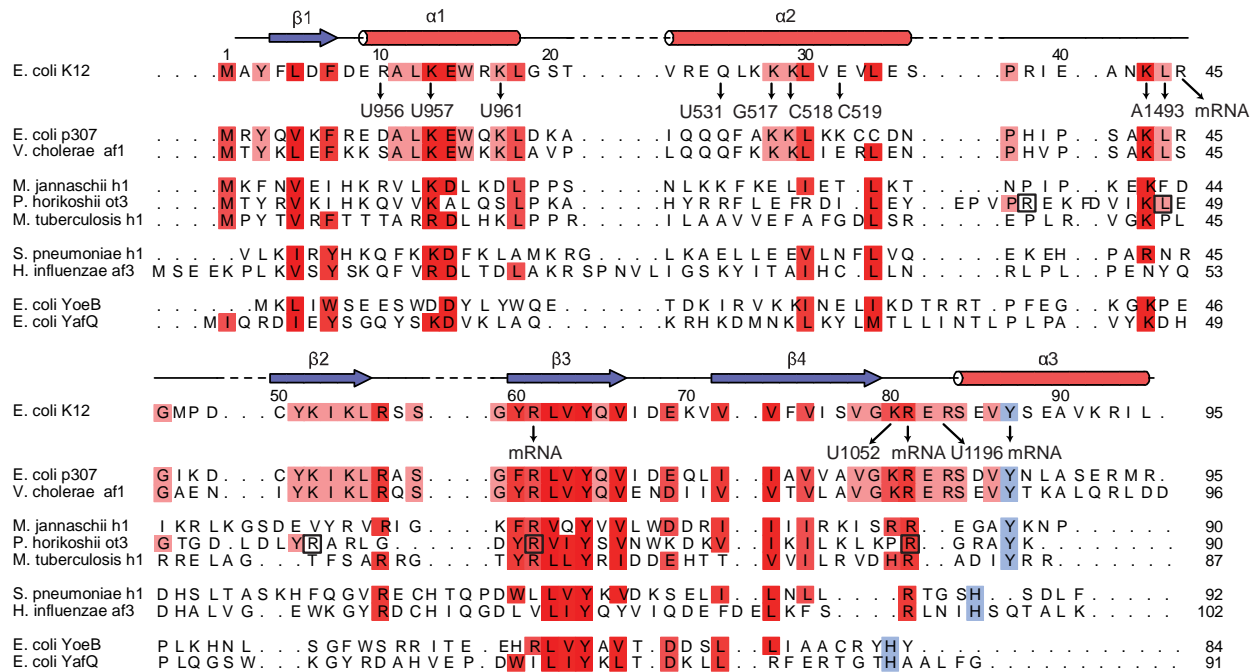 β1 α1 α2
1 10 20 30 40
E. coli K12 . . . . M A Y F L D F D E R A L K E W R K L G S T . . . . V R E Q L K K K L V E V L E S . . . . P R I E . . A N K L R 45
U956 U957 U961 U531 G517 C518 C519 A1493 mRNA
E. coli p307 . . . . M R Y Q V K F R E D A L K E W Q K L D K A . . . . I Q Q Q F A K K L K K C C D N . . . . P H I P . . S A K L R 45
V. cholerae af1 . . . . M T Y K L E F K K S A L K E W K K L A V P . . . . L Q Q Q F K K K L I E R L E N . . . . P H V P . . S A K L S 45
M. jannaschii h1 . . . . M K F N V E I H K R V L K D L K D L P P S . . . . N L K K F K E L I E T . L K T . . . . N P I P . . K E K F D 44
P. horikoshii ot3 . . . . M T Y R V K I H K Q V V K A L Q S L P K A . . . . H Y R R F L E F R D I . L E Y . . E P V P R E K F D V I K L E 49
M. tuberculosis h1 . . . . M P Y T V R F T T T A R R D L H K L P P R . . . . I L A A V V E F A F G D L S R . . . . E P L R . . V G K P L 45
S. pneumoniae h1 . . . . V L K I R Y H K Q F K K D F K L A M K R G . . . . L K A E L L E E V L N F L V Q . . . . E K E H . P A R N R 45
H. influenzae af3 M S E E K P L K V S Y S K Q F V R D L T D L A K R S P N V L I G S K Y I T A I H C . L L N . . . . R L P L . . P E N Y Q 53
E. coli YoeB . . . . M K L I W S E E S W D D Y L Y W Q E . . . . T D K I R V K K I N E L I K D T R R T . P F E G . . K G K P E 46
E. coli YafQ . . M I Q R D I E Y S G Q Y S K D V K L A Q . . . . . K R H K D M N K L K Y L M T L L I N T L P L P A . . V Y K D H 49
β2 β3 β4 α3
50 60 70 80 90
E. coli K12 G M P D . . . C Y K I K L R S S . . . G Y R L V Y Q V I D E K V V . V F V I S V G K R E R S E V Y S E A V K R I L . 95
mRNA U1052 mRNA U1196 mRNA
E. coli p307 G I K D . . . C Y K I K L R A S . . . G F R L V Y Q V I D E Q L I . I A V V A V G K R E R S D V Y N L A S E R M R . 95
V. cholerae af1 G A E N . . . I Y K I K L R Q S . . . G Y R L V Y Q V E N D I I V . V T V L A V G K R E R S E V Y T K A L Q R L D D 96
M. jannaschii h1 I K R L K G S D E V Y R V R I G . . . . K F R V Q Y V V L W D D R I . I I I R K I S R R . . E G A Y K N P . . . . . 90
P. horikoshii ot3 G T G D . L D L Y R A R L G . . . . D Y R V I Y S V N W K D K V . I K I L K L K P R . . G R A Y K . . . . . . . 90
M. tuberculosis h1 R R E L A G . . . T F S A R R G . . . . T Y R L L Y R I D D E H T T . V V I L R V D H R . . A D I Y R R . . . . . . 87
S. pneumoniae h1 D H S L T A S K H F Q G V R E C H T Q P D W L L V Y K V D K S E L I . L N L L . . . . R T G S H . S D L F . . . . . 92
H. influenzae af3 D H A L V G . . E W K G Y R D C H I Q G D L V L I Y Q Y V I Q D E F D E L K F S . . . R L N I H S Q T A L K . . . . 102
E. coli YoeB P L K H N L . . . S G F W S R R I T E . . E H R L V Y A V T . D D S L . L I A A C R Y H Y . . . . . . . . . . . . . 84
E. coli YafQ P L Q G S W . . . K G Y R D A H V E P . D W I L I Y K L T . D K L L . . R F E R T G T H A A L F G . . . . . . . . 91